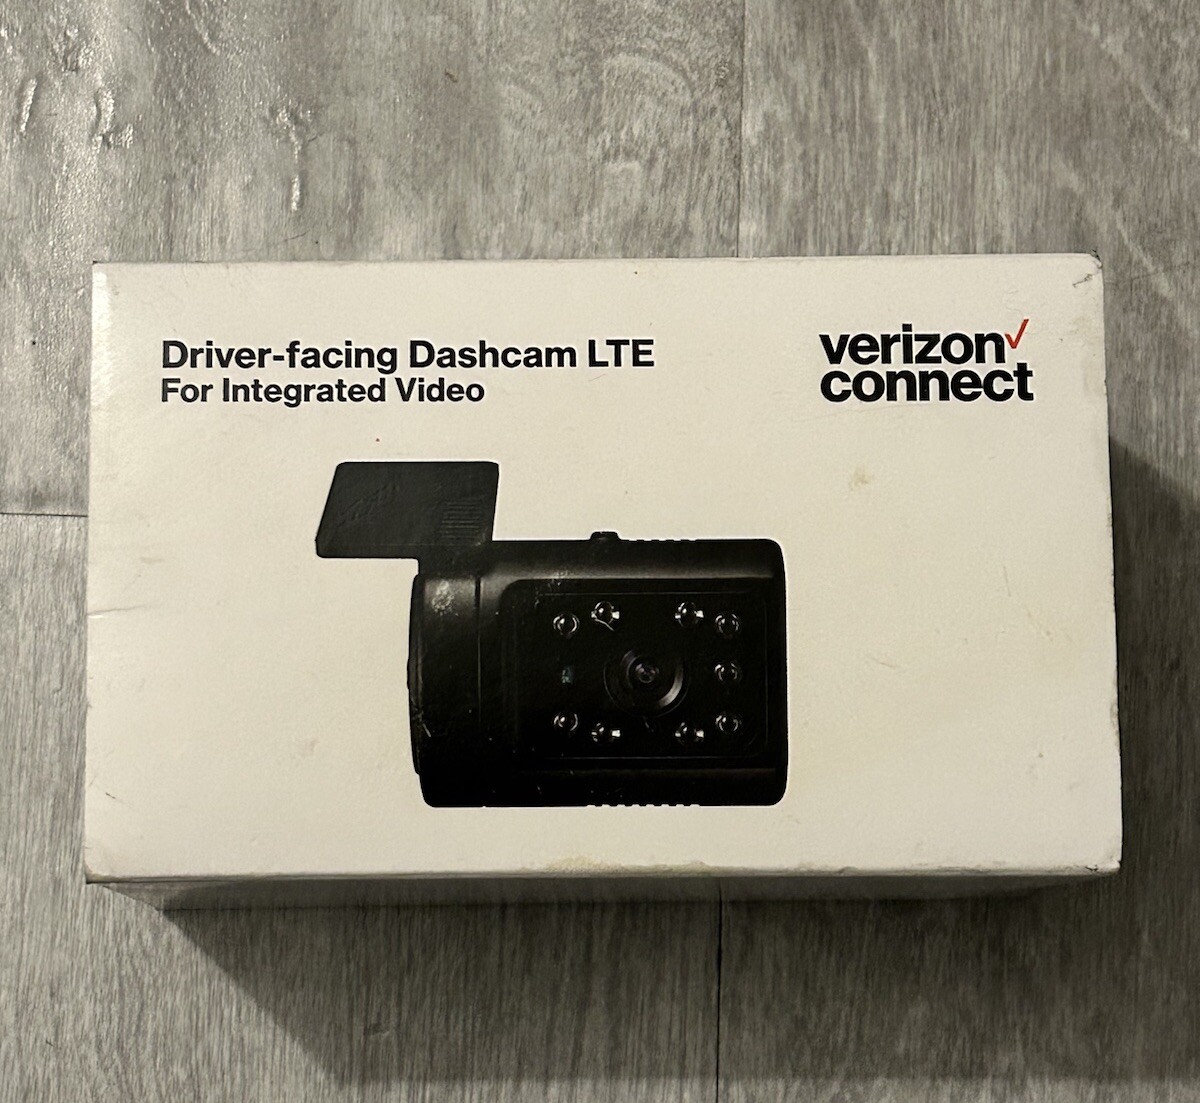 Driver-facing Dashcam LTE
For Integrated Video
verizon
connect